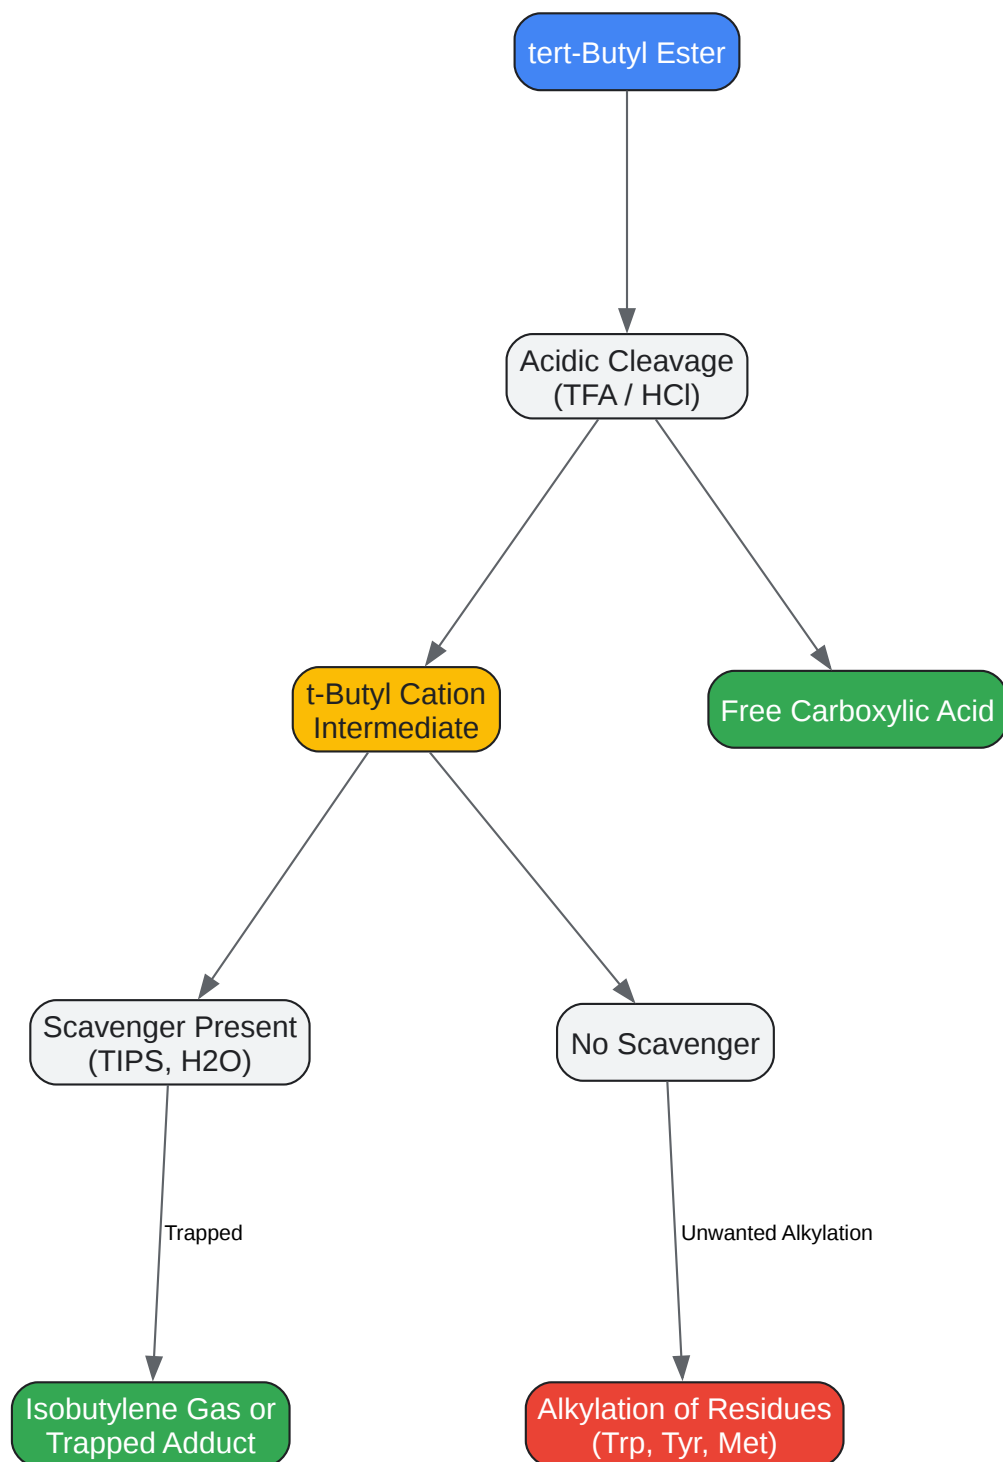 tert-Butyl Ester
Acidic Cleavage
(TFA / HCl)
t-Butyl Cation
Intermediate
Free Carboxylic Acid
Scavenger Present
(TIPS, H2O)
No Scavenger
Trapped
Unwanted Alkylation
Isobutylene Gas or
Trapped Adduct
Alkylation of Residues
(Trp, Tyr, Met)